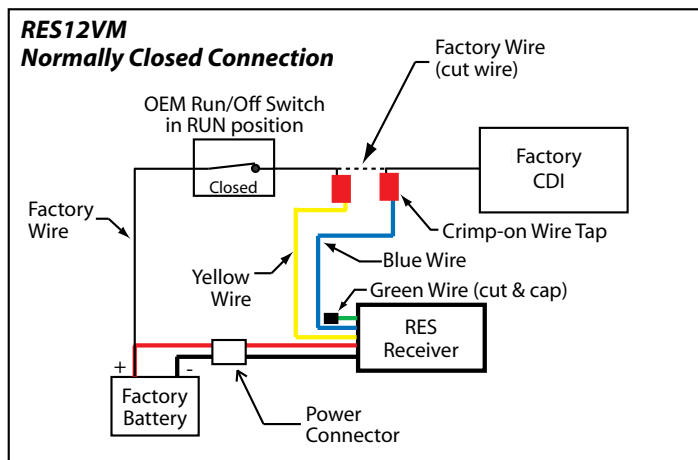 RES12VM
Normally Closed Connection
Factory Wire
(cut wire)
OEM Run/Off Switch
in RUN position
Closed
Factory
CDI
Factory
Wire
Crimp-on Wire Tap
Yellow
Wire
Blue Wire
Green Wire (cut & cap)
RES
Receiver
+
-
Factory
Battery
Power
Connector